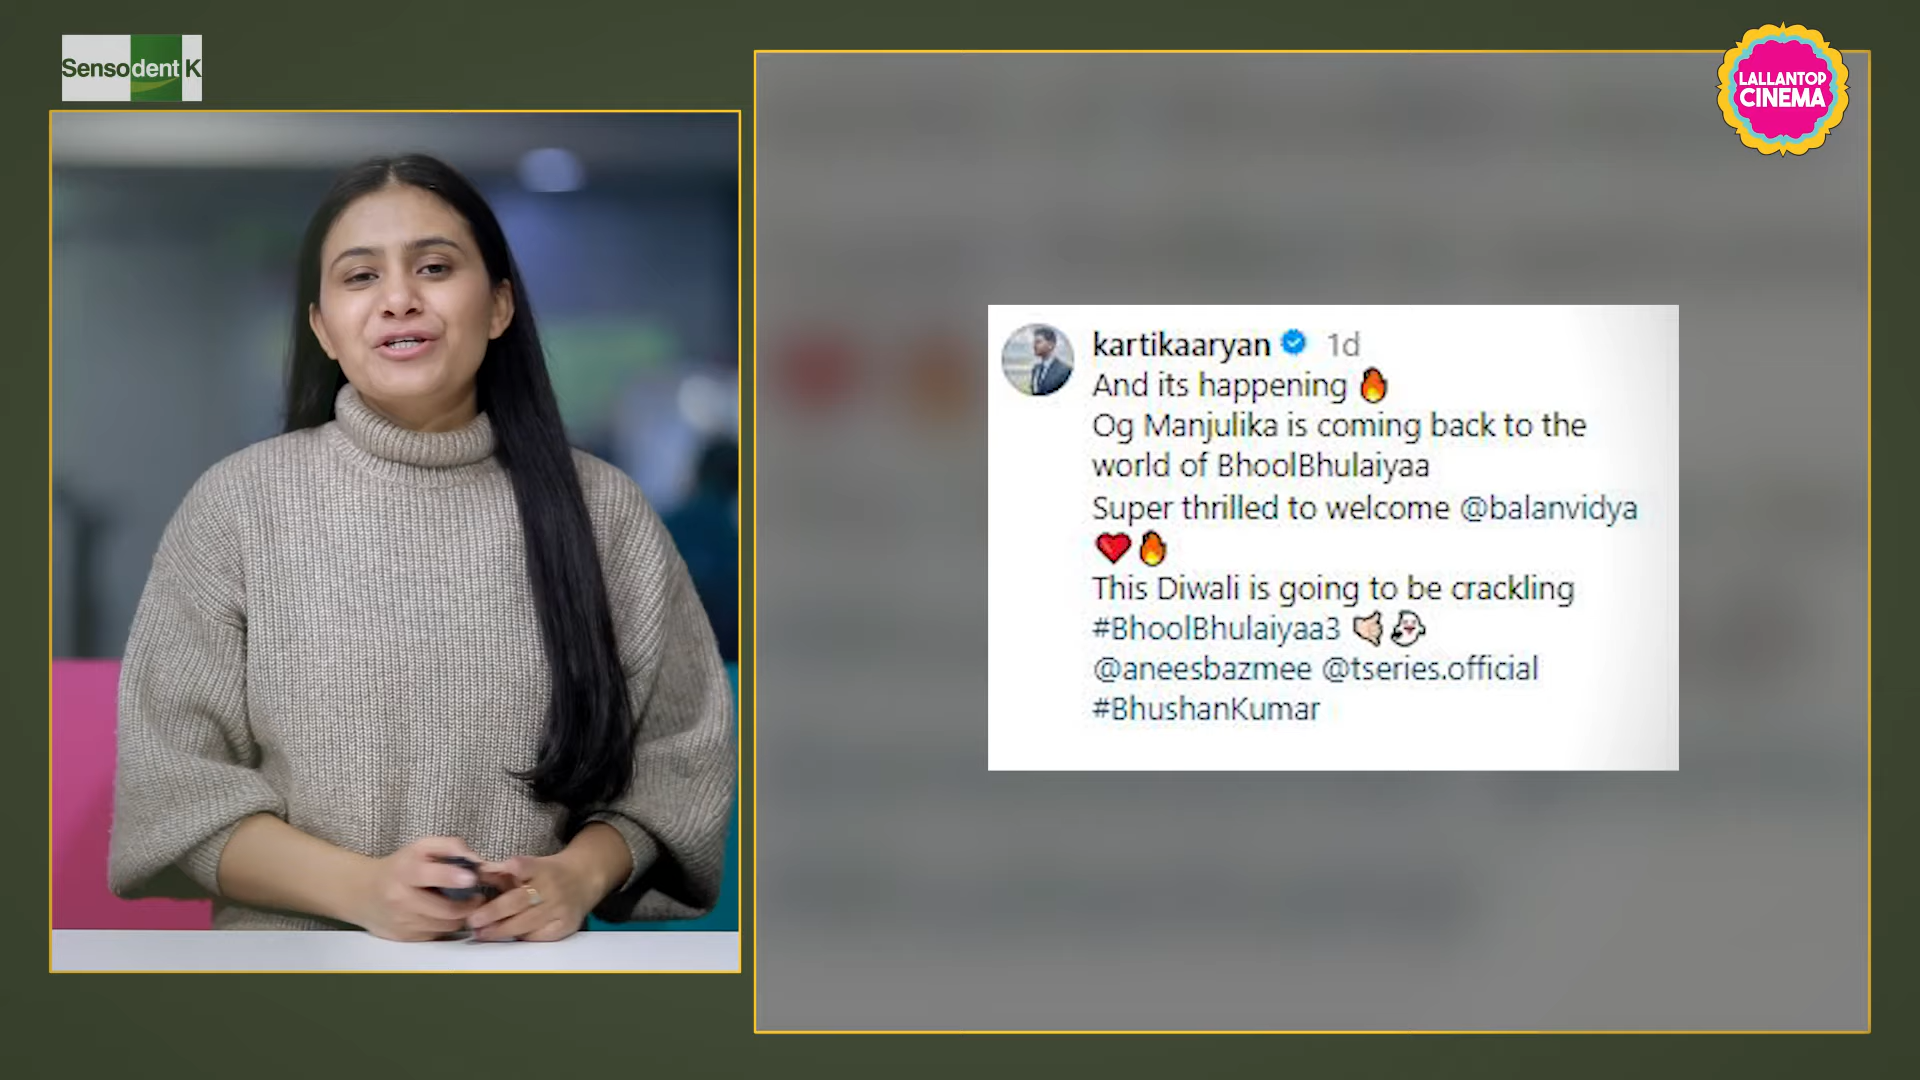 Sensodent K
LALLANTOP
CINEMA
kartikaaryan 1d
And its happening 🔥
Og Manjulika is coming back to the
world of BhoolBhulaiyaa
Super thrilled to welcome @balanvidya
❤️🔥
This Diwali is going to be crackling
#BhoolBhulaiyaa3 🤙🏻👻
@aneesbazmee @tseries.official
#BhushanKumar